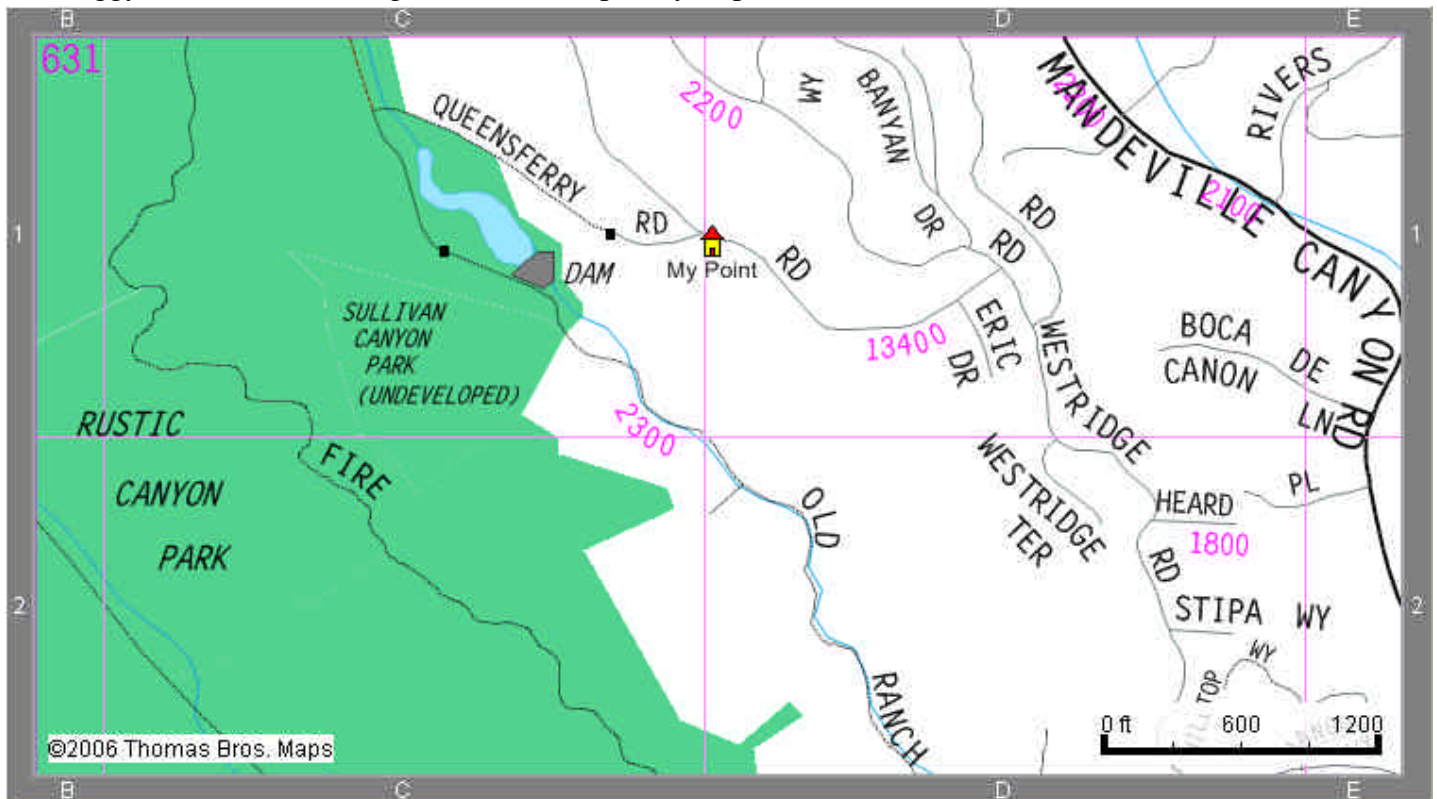 B C D E
631
QUEENSFERRY
RD
2200
WY
BANYAN
DR
RD
RD
MANDEVILLE CANYON RD
2100
RIVERS
1 1
DAM
My Point
RD
SULLIVAN
CANYON
PARK
(UNDEVELOPED)
13400
ERIC
DR
WESTRIDGE
BOCA
DE
CANON
LN
RUSTIC
CANYON
PARK
FIRE
2300
OLD
RANCH
WESTRIDGE
TER
HEARD
PL
1800
RD
STIPA WY
WY
2 2
0 ft 600 1200
©2006 Thomas Bros. Maps
B C D E